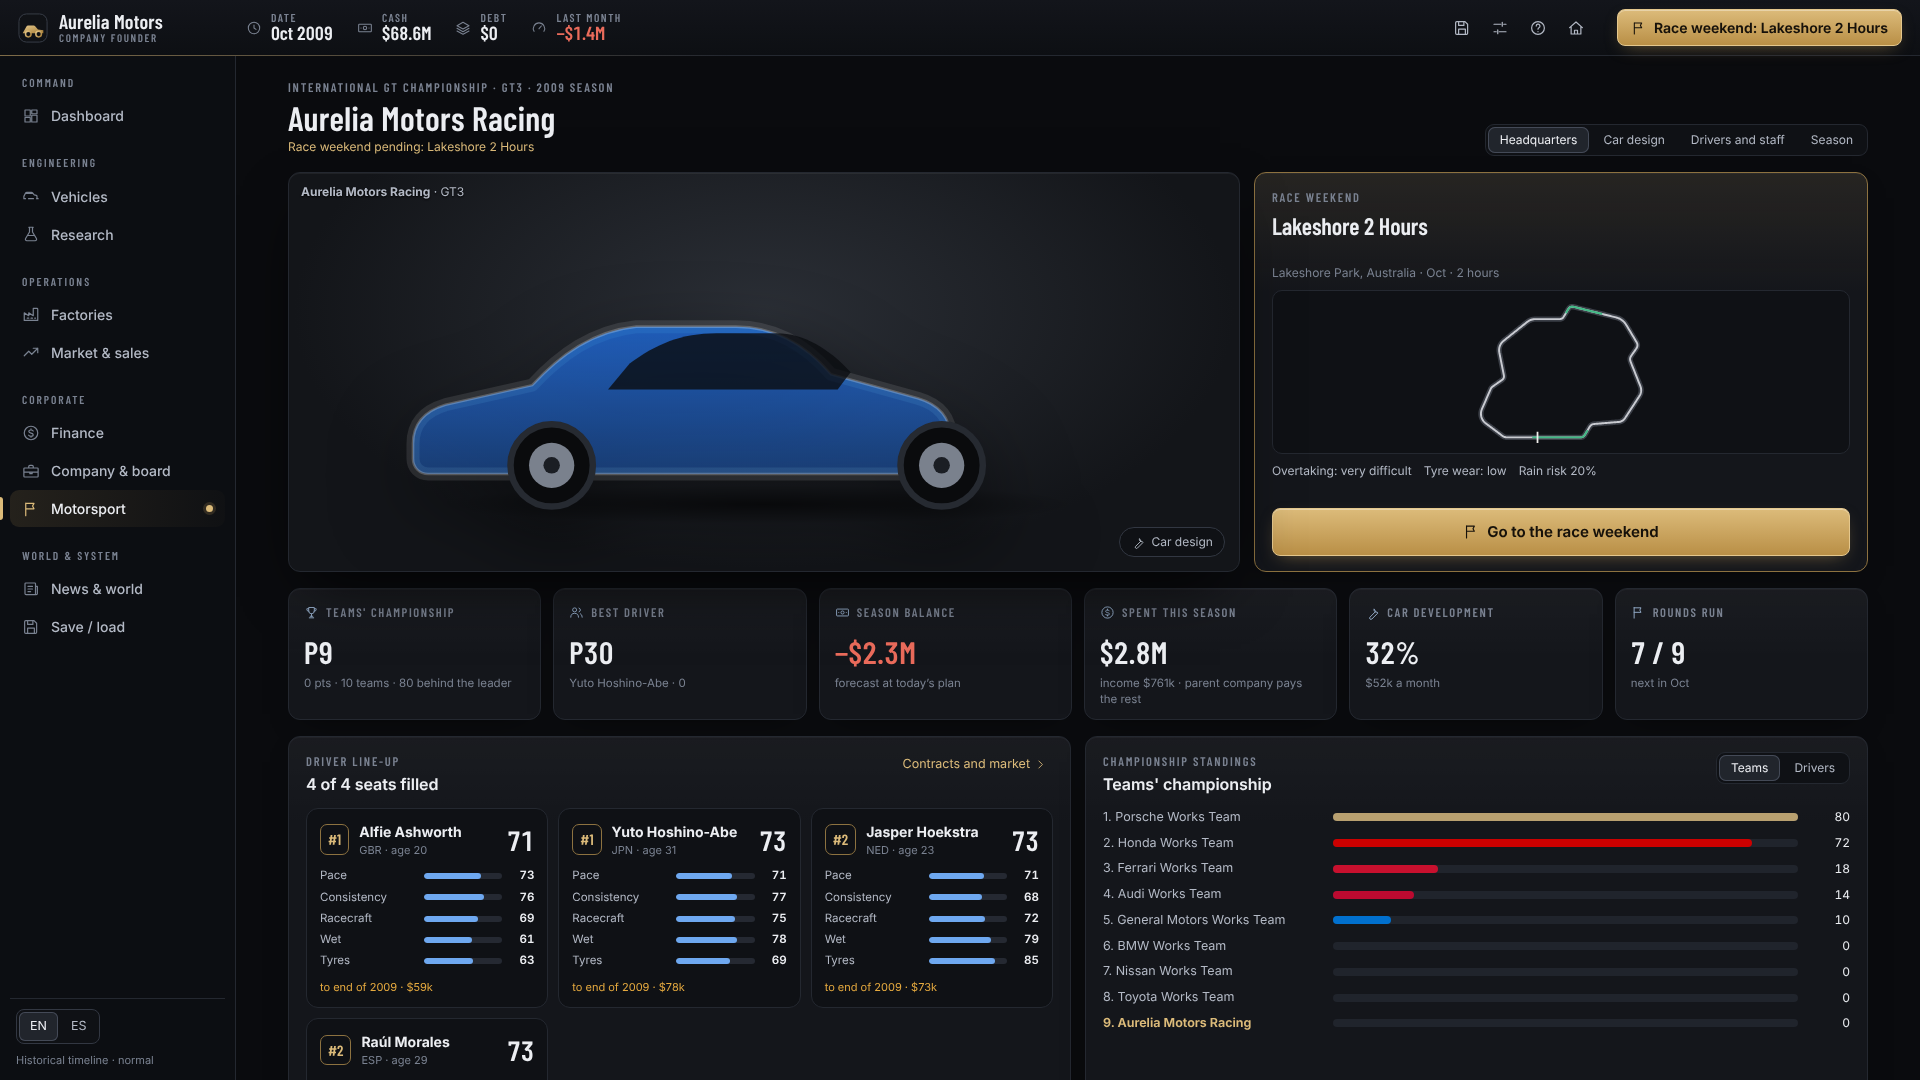 Aurelia Motors
COMPANY FOUNDER
DATE
Oct 2009
CASH
$68.6M
DEBT
$0
LAST MONTH
−$1.4M
Race weekend: Lakeshore 2 Hours
COMMAND
Dashboard
ENGINEERING
Vehicles
Research
OPERATIONS
Factories
Market & sales
CORPORATE
Finance
Company & board
Motorsport
WORLD & SYSTEM
News & world
Save / load
EN ES
Historical timeline · normal
INTERNATIONAL GT CHAMPIONSHIP · GT3 · 2009 SEASON
Aurelia Motors Racing
Race weekend pending: Lakeshore 2 Hours
Headquarters Car design Drivers and staff Season
Aurelia Motors Racing · GT3
Car design
RACE WEEKEND
Lakeshore 2 Hours
Lakeshore Park, Australia · Oct · 2 hours
Overtaking: very difficult Tyre wear: low Rain risk 20%
Go to the race weekend
TEAMS' CHAMPIONSHIP
P9
0 pts · 10 teams · 80 behind the leader
BEST DRIVER
P30
Yuto Hoshino-Abe · 0
SEASON BALANCE
−$2.3M
forecast at today's plan
SPENT THIS SEASON
$2.8M
income $761k · parent company pays
the rest
CAR DEVELOPMENT
32%
$52k a month
ROUNDS RUN
7 / 9
next in Oct
DRIVER LINE-UP
4 of 4 seats filled
Contracts and market
#1 Alfie Ashworth 71
GBR · age 20
Pace 73
Consistency 76
Racecraft 69
Wet 61
Tyres 63
to end of 2009 · $59k
#1 Yuto Hoshino-Abe 73
JPN · age 31
Pace 71
Consistency 77
Racecraft 75
Wet 78
Tyres 69
to end of 2009 · $78k
#2 Jasper Hoekstra 73
NED · age 23
Pace 71
Consistency 68
Racecraft 72
Wet 79
Tyres 85
to end of 2009 · $73k
#2 Raúl Morales 73
ESP · age 29
CHAMPIONSHIP STANDINGS
Teams' championship
Teams Drivers
1. Porsche Works Team 80
2. Honda Works Team 72
3. Ferrari Works Team 18
4. Audi Works Team 14
5. General Motors Works Team 10
6. BMW Works Team 0
7. Nissan Works Team 0
8. Toyota Works Team 0
9. Aurelia Motors Racing 0